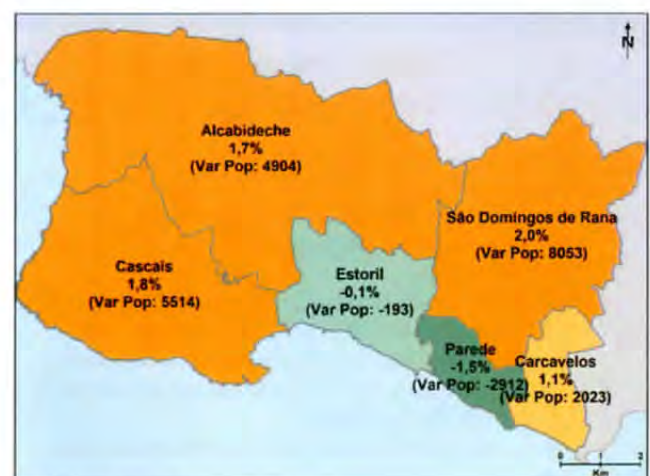 N
Alcabideche
1,7%
(Var Pop: 4904)
São Domingos de Rana
2,0%
(Var Pop: 8053)
Cascais
1,8%
(Var Pop: 5514)
Estoril
-0,1%
(Var Pop: -193)
Parede
-1,5%
(Var Pop: -2912)
Carcavelos
1,1%
(Var Pop: 2023)
0 1 2
Km